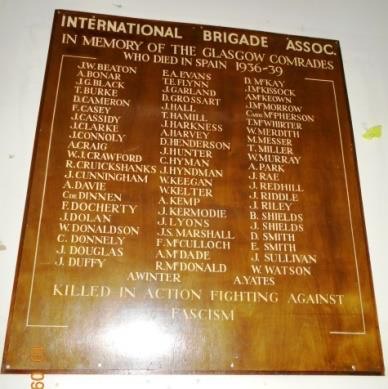 INTERNATIONAL BRIGADE ASSOC.
IN MEMORY OF THE GLASGOW COMRADES
WHO DIED IN SPAIN 1936-39
J.W. BEATON
A. BONAR
J.G. BLACK
T. BURKE
D. CAMERON
F. CASEY
J. CASSIDY
J. CLARKE
J. CONNOLY
A. CRAIG
W.J. CRAWFORD
R. CRUICKSHANKS
J. CUNNINGHAM
A. DAVIE
DINNEN
F. DOCHERTY
J. DOLAN
W. DONALDSON
C. DONNELY
J. DOUGLAS
J. DUFFY
E.A. EVANS
T.E. FLYNN
J. GARLAND
D. GROSSART
J. HALL
T. HAMILL
J. HARKNESS
A. HARVEY
D. HENDERSON
J. HUNTER
C. HYMAN
J. HYNDMAN
W. KEEGAN
W. KELTER
A. KEMP
J. KERMODIE
J. LYONS
J.S. MARSHALL
F. McCULLOCH
A. McDADE
R. McDONALD
D. McKAY
J. McKISSOCK
A. McKEOWN
J. McMORROW
McPHERSON
T. McWHIRTER
W. MEREDITH
M. MESSER
T. MILLER
W. MURRAY
A. PARK
J. RAE
J. REDHILL
J. RIDDLE
J. RILEY
B. SHIELDS
J. SHIELDS
D. SMITH
E. SMITH
J. SULLIVAN
W. WATSON
A. WINTER A. YATES
KILLED IN ACTION FIGHTING AGAINST
FASCISM